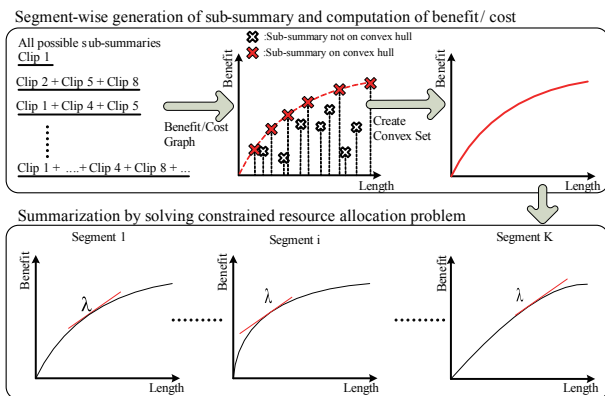 Segment-wise generation of sub-summary and computation of benefit/ cost
All possible sub-summaries
Clip 1
Clip 2 + Clip 5 + Clip 8
Clip 1 + Clip 4 + Clip 5
Clip 1 + ....+ Clip 4 + Clip 8 + ...
Benefit/Cost
Graph
:Sub-summary not on convex hull
:Sub-summary on convex hull
Benefit
Length
Create
Convex Set
Benefit
Length
Summarization by solving constrained resource allocation problem
Segment 1
Benefit
λ
Length
Segment i
Benefit
λ
Length
Segment K
Benefit
λ
Length